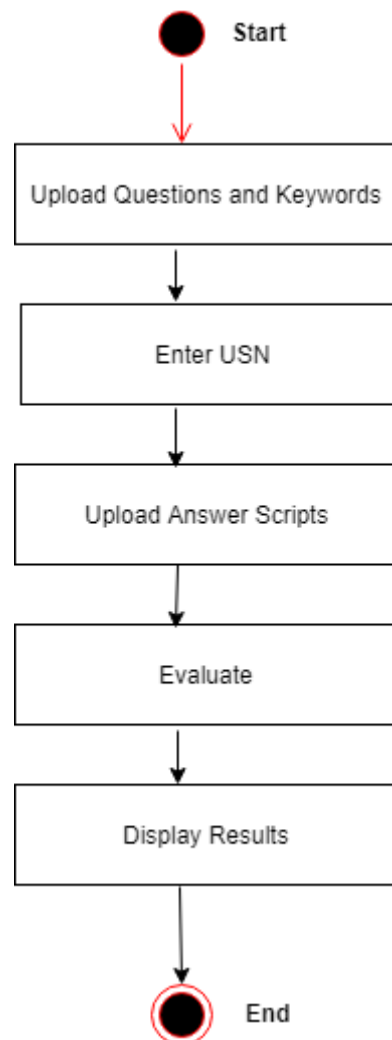 Start
Upload Questions and Keywords
Enter USN
Upload Answer Scripts
Evaluate
Display Results
End